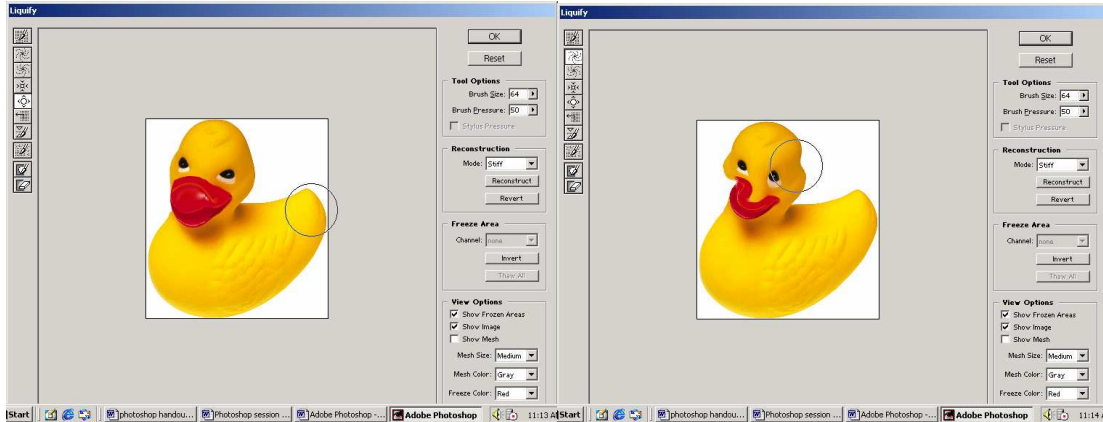 Liquify
OK
Reset
Tool Options
Brush Size: 64
Brush Pressure: 50
Stylus Pressure
Reconstruction
Mode: Stiff
Reconstruct
Revert
Freeze Area
Channel: none
Invert
Thaw All
View Options
Show Frozen Areas
Show Image
Show Mesh
Mesh Size: Medium
Mesh Color: Gray
Freeze Color: Red
Start photoshop handou... Photoshop session ... Adobe Photoshop -... Adobe Photoshop 11:13 A
Liquify
OK
Reset
Tool Options
Brush Size: 64
Brush Pressure: 50
Stylus Pressure
Reconstruction
Mode: Stiff
Reconstruct
Revert
Freeze Area
Channel: none
Invert
Thaw All
View Options
Show Frozen Areas
Show Image
Show Mesh
Mesh Size: Medium
Mesh Color: Gray
Freeze Color: Red
Start photoshop handou... Photoshop session ... Adobe Photoshop -... Adobe Photoshop 11:14